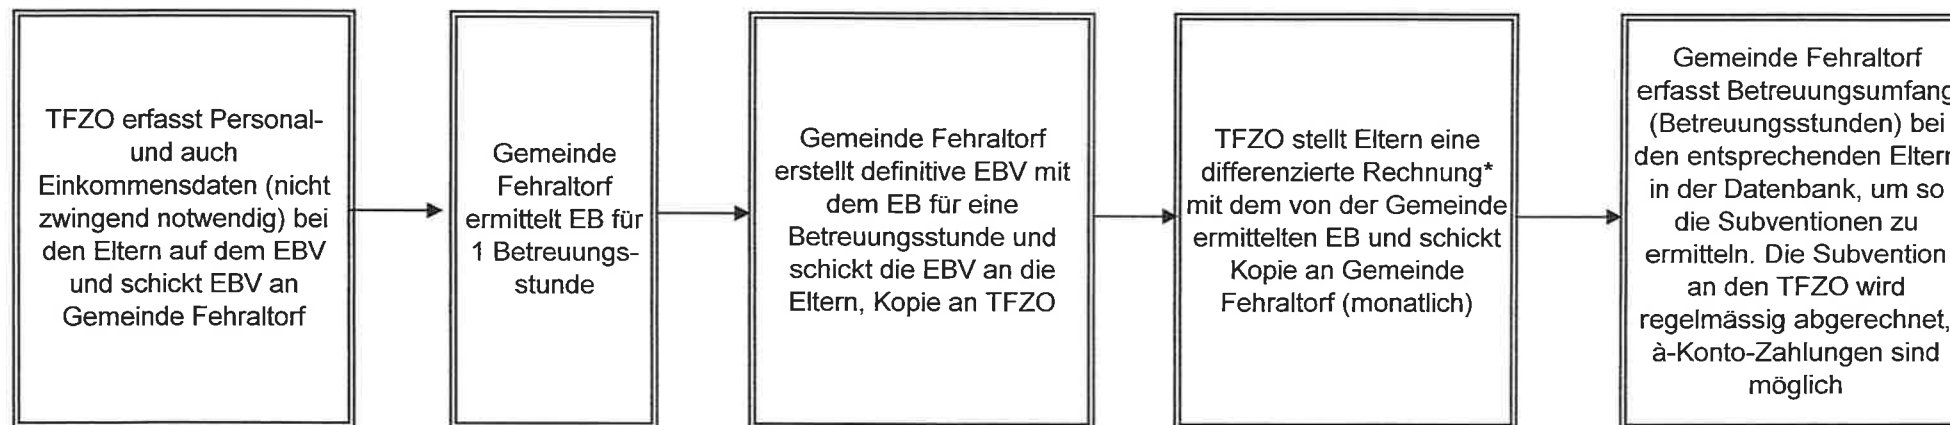 TFZO erfasst Personal-
und auch
Einkommensdaten (nicht
zwingend notwendig) bei
den Eltern auf dem EBV
und schickt EBV an
Gemeinde Fehraltorf
Gemeinde
Fehraltorf
ermittelt EB für
1 Betreuungs-
stunde
Gemeinde Fehraltorf
erstellt definitive EBV mit
dem EB für eine
Betreuungsstunde und
schickt die EBV an die
Eltern, Kopie an TFZO
TFZO stellt Eltern eine
differenzierte Rechnung*
mit dem von der Gemeinde
ermittelten EB und schickt
Kopie an Gemeinde
Fehraltorf (monatlich)
Gemeinde Fehraltorf
erfasst Betreuungsumfang
(Betreuungsstunden) bei
den entsprechenden Eltern
in der Datenbank, um so
die Subventionen zu
ermitteln. Die Subvention
an den TFZO wird
regelmässig abgerechnet,
à-Konto-Zahlungen sind
möglich